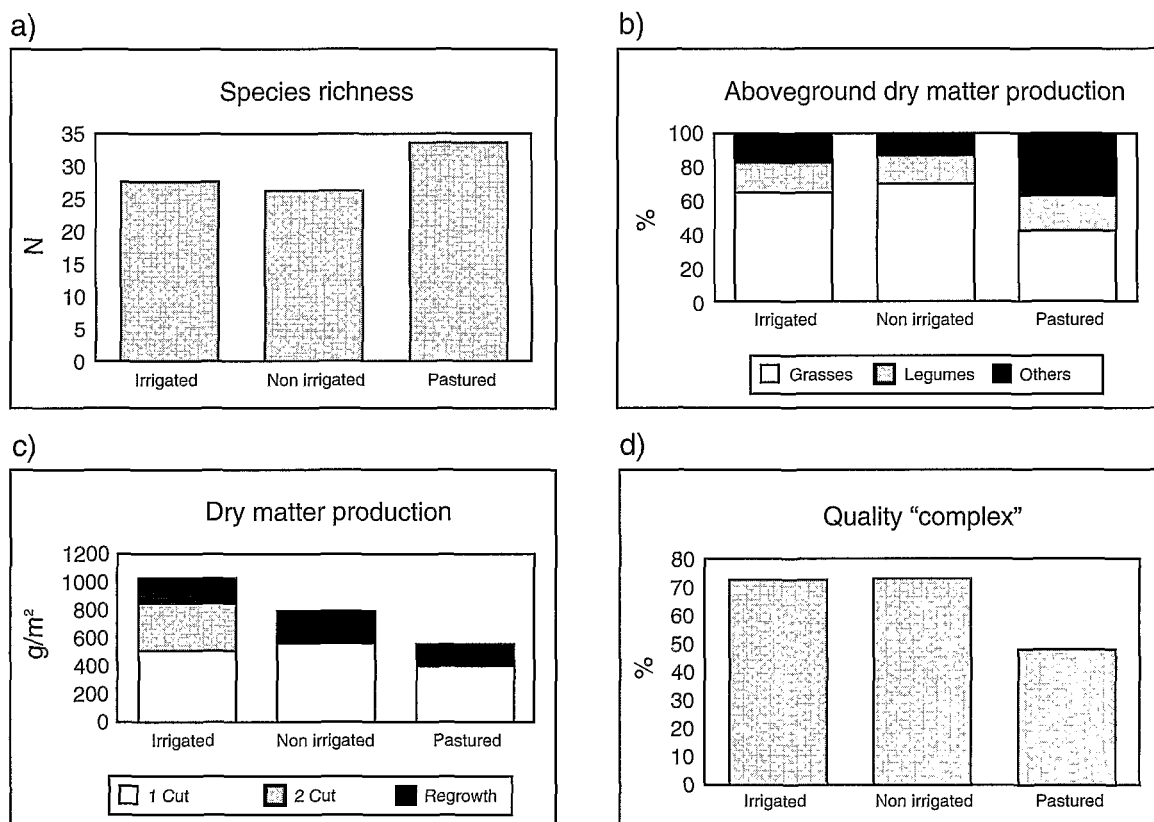 a)
Species richness
35
30
25
20
15
10
5
0
N
Irrigated Non irrigated Pastured
b)
Aboveground dry matter production
100
80
60
40
20
0
%
Irrigated Non irrigated Pastured
Grasses Legumes Others
c)
Dry matter production
1200
1000
800
600
400
200
0
g/m²
Irrigated Non irrigated Pastured
1 Cut 2 Cut Regrowth
d)
Quality “complex”
80
70
60
50
40
30
20
10
0
%
Irrigated Non irrigated Pastured